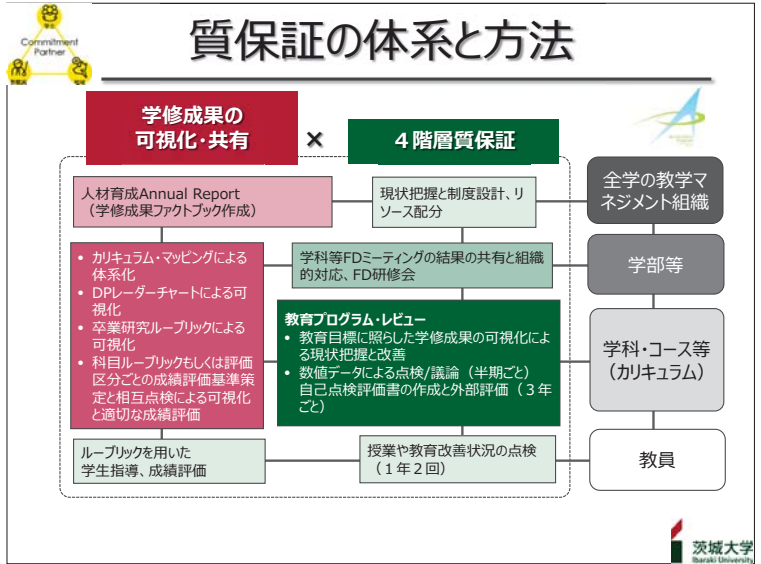 Commitment
Partner
学生
教職員
地域
質保証の体系と方法
学修成果の
可視化・共有
×
4階層質保証
人材育成Annual Report
（学修成果ファクトブック作成）
現状把握と制度設計、リ
ソース配分
全学の教学マ
ネジメント組織
• カリキュラム・マッピングによる
体系化
• DPレーダーチャートによる可
視化
• 卒業研究ルーブリックによる
可視化
• 科目ルーブリックもしくは評価
区分ごとの成績評価基準策
定と相互点検による可視化
と適切な成績評価
学科等FDミーティングの結果の共有と組織
的対応、FD研修会
学部等
教育プログラム・レビュー
• 教育目標に照らした学修成果の可視化によ
る現状把握と改善
• 数値データによる点検/議論（半期ごと）
自己点検評価書の作成と外部評価（３年
ごと）
学科・コース等
（カリキュラム）
ルーブリックを用いた
学生指導、成績評価
授業や教育改善状況の点検
（１年２回）
教員
茨城大学
Ibaraki University